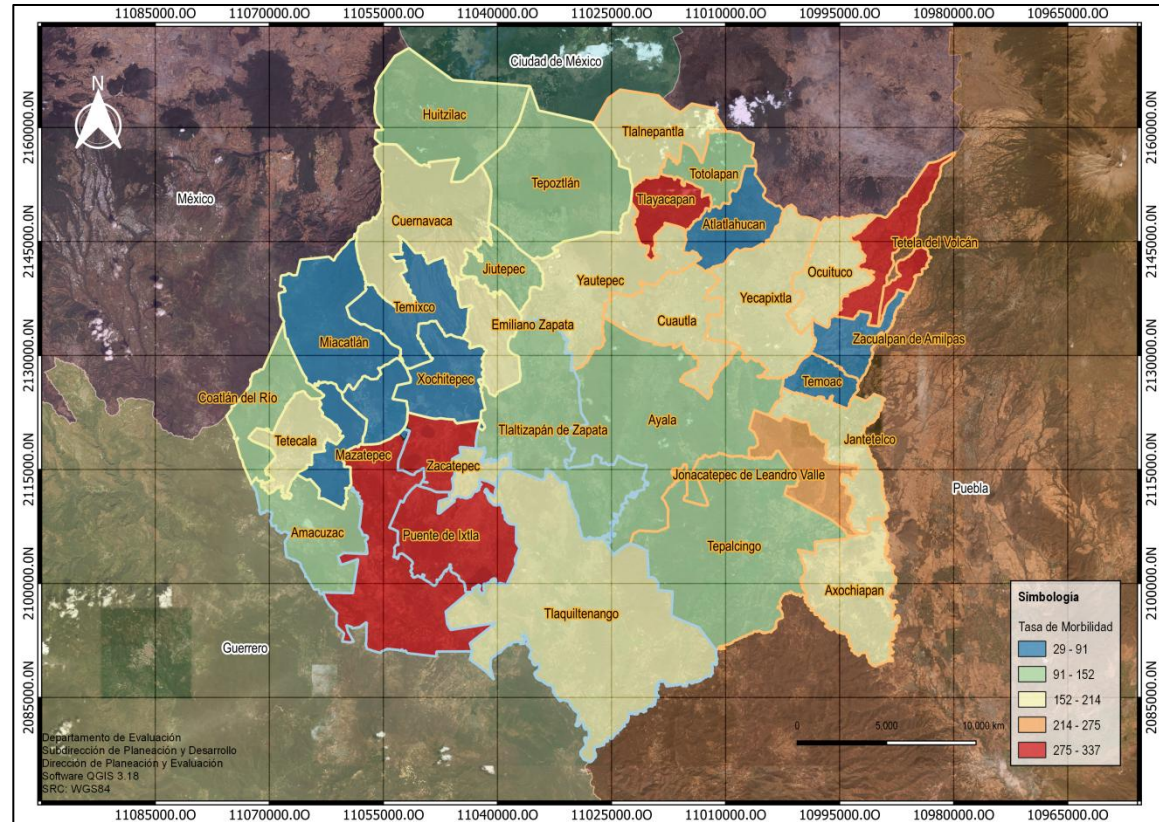 11085000.0O 11070000.0O 11055000.0O 11040000.0O 11025000.0O 11010000.0O 10995000.0O 10980000.0O 10965000.0O
N
Ciudad de México
Huitzilac
Tlalnepantla
2160000.0N
2160000.0N
Totolapan
Tepoztlán
México
Tlayacapan
Cuernavaca
Atlatlahucan
2145000.0N
2145000.0N
Tetela del Volcán
Jiutepec
Ocuituco
Yautepec
Yecapixtla
Temixco
Cuautla
Emiliano Zapata
Zacualpan de Amilpas
Miacatlán
2130000.0N
2130000.0N
Xochitepec
Temoac
Coatlán del Río
Ayala
Tlaltizapán de Zapata
Tetecala
Jantetelco
Mazatepec
Zacatepec
Jonacatepec de Leandro Valle
2115000.0N
2115000.0N
Puebla
Amacuzac
Puente de Ixtla
Tepalcingo
2100000.0N
2100000.0N
Axochiapan
Tlaquiltenango
Guerrero
Simbología
Tasa de Morbilidad
29 - 91
91 - 152
152 - 214
214 - 275
275 - 337
2085000.0N
2085000.0N
0 5.000 10.000 km
Departamento de Evaluación
Subdirección de Planeación y Desarrollo
Dirección de Planeación y Evaluación
Software QGIS 3.18
SRC: WGS84
11085000.0O 11070000.0O 11055000.0O 11040000.0O 11025000.0O 11010000.0O 10995000.0O 10980000.0O 10965000.0O